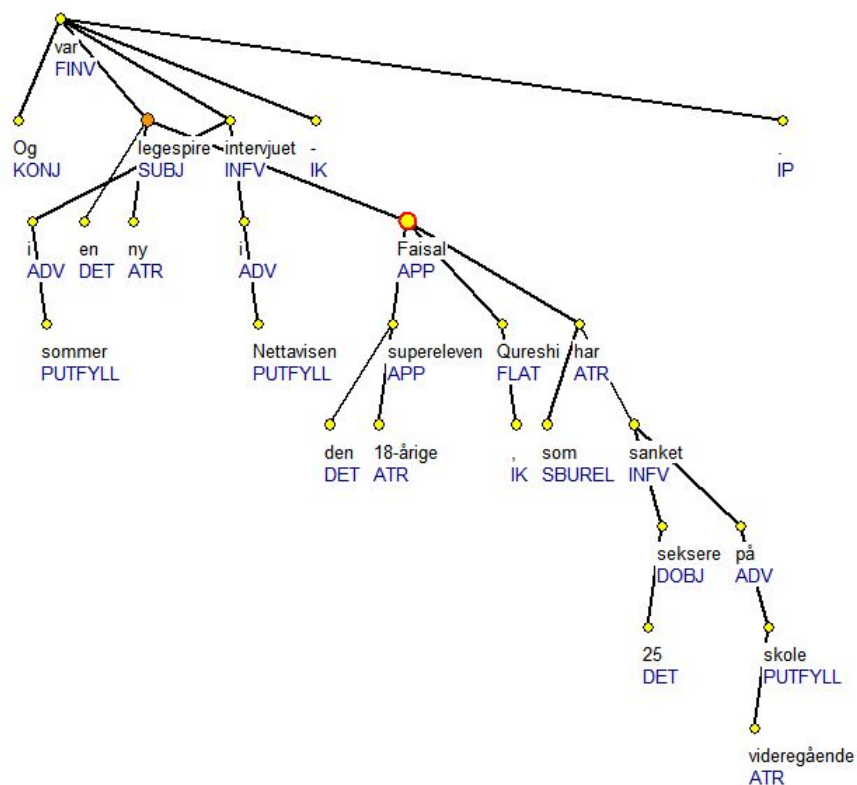 var
FINV
Og legespire intervjuet - .
KONJ SUBJ INFV IK IP
i en ny i Faisal
ADV DET ATR ADV APP
sommer Nettavisen supereleven Qureshi har
PUTFYLL PUTFYLL APP FLAT ATR
den 18-årige , som sanket
DET ATR IK SBUREL INFV
seksere på
DOBJ ADV
25 skole
DET PUTFYLL
videregående
ATR